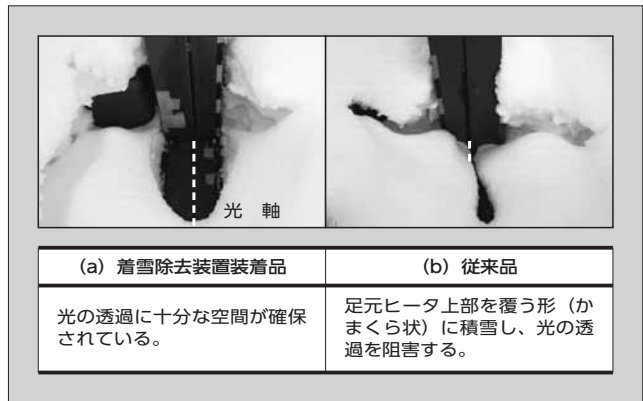 光 軸
(a) 着雪除去装置装着品
(b) 従来品
光の透過に十分な空間が確保
されている。
足元ヒータ上部を覆う形（か
まくら状）に積雪し、光の透
過を阻害する。